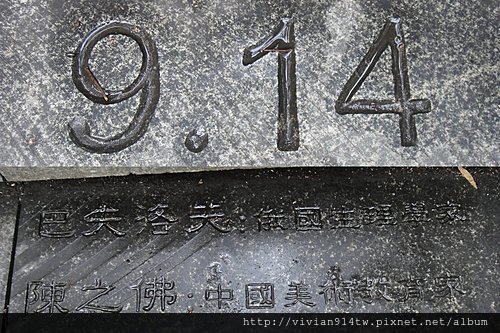 9.14
巴夫洛夫·俄國生理學家
陳之佛·中國美術教育家
http://vivian914tw.pixnet.net/album